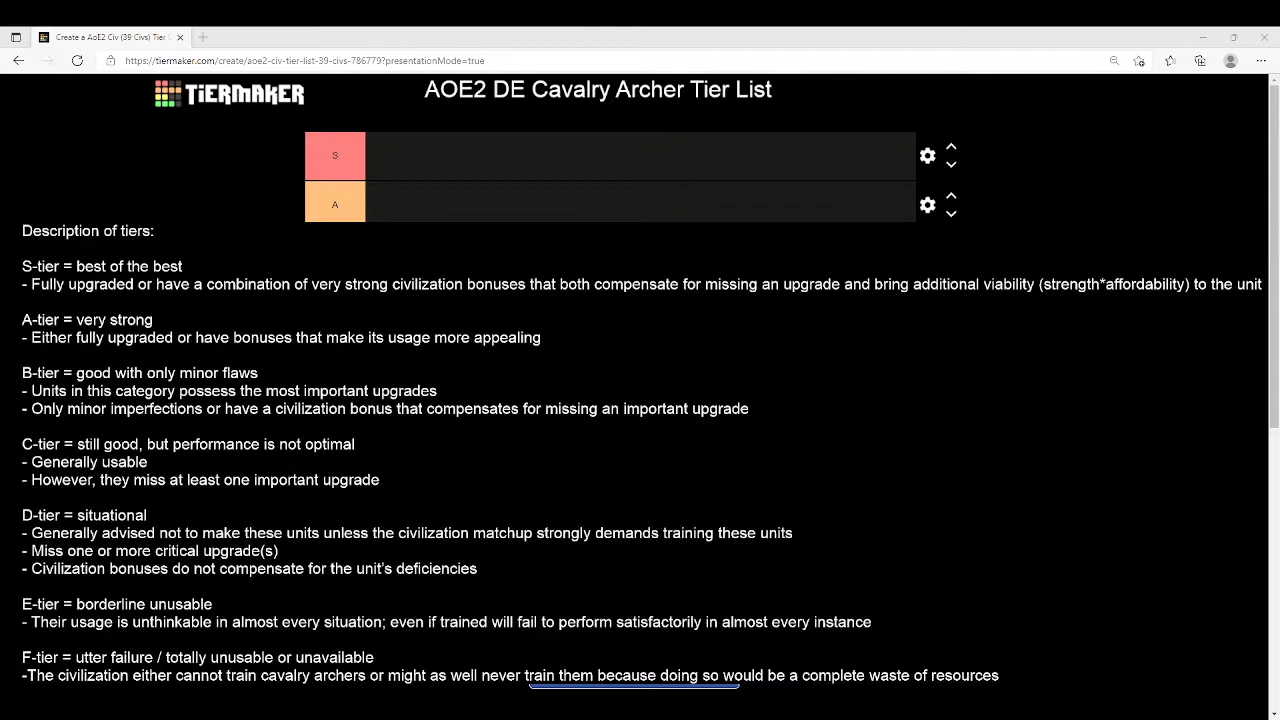 Create a AoE2 Civ (39 Civs) Tier L
https://tiermaker.com/create/aoe2-civ-tier-list-39-civs-786779?presentationMode=true
TiERMAKER
AOE2 DE Cavalry Archer Tier List
S
A
Description of tiers:
S-tier = best of the best
- Fully upgraded or have a combination of very strong civilization bonuses that both compensate for missing an upgrade and bring additional viability (strength*affordability) to the unit
A-tier = very strong
- Either fully upgraded or have bonuses that make its usage more appealing
B-tier = good with only minor flaws
- Units in this category possess the most important upgrades
- Only minor imperfections or have a civilization bonus that compensates for missing an important upgrade
C-tier = still good, but performance is not optimal
- Generally usable
- However, they miss at least one important upgrade
D-tier = situational
- Generally advised not to make these units unless the civilization matchup strongly demands training these units
- Miss one or more critical upgrade(s)
- Civilization bonuses do not compensate for the unit's deficiencies
E-tier = borderline unusable
- Their usage is unthinkable in almost every situation; even if trained will fail to perform satisfactorily in almost every instance
F-tier = utter failure / totally unusable or unavailable
-The civilization either cannot train cavalry archers or might as well never train them because doing so would be a complete waste of resources